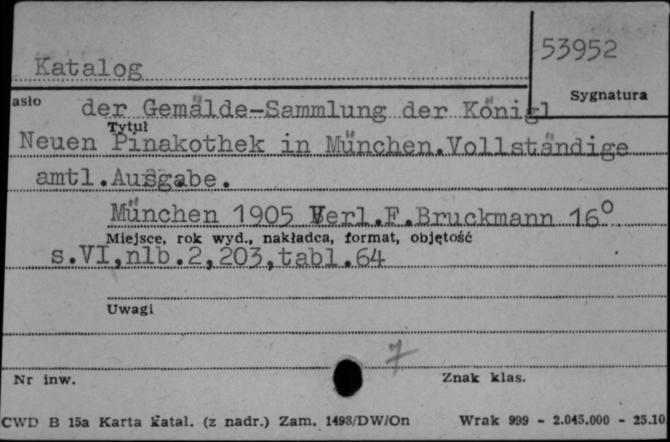 53952
Katalog
Sygnatura
asło der Gemälde-Sammlung der Königl
Tytuł
Neuen Pinakothek in München.Vollständige
amtl.Ausgabe.
München 1905 Verl.F.Bruckmann 16°
Miejsce, rok wyd., nakładca, format, objętość
s.VI,nlb.2,203,tabl.64
Uwagi
7
Nr inw.
Znak klas.
CWD B 15a Karta katal. (z nadr.) Zam. 1498/DW/On Wrak 999 - 2.045.000 - 25.10